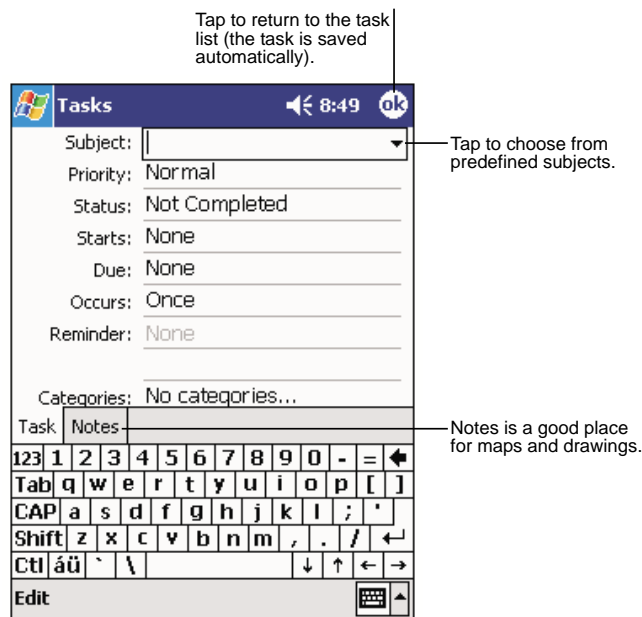 Tap to return to the task
list (the task is saved
automatically).
Tasks 8:49 ok
Subject:
Tap to choose from
predefined subjects.
Priority: Normal
Status: Not Completed
Starts: None
Due: None
Occurs: Once
Reminder: None
Categories: No categories...
Task Notes
Notes is a good place
for maps and drawings.
123 1 2 3 4 5 6 7 8 9 0 - = 🡸
Tab q w e r t y u i o p [ ]
CAP a s d f g h j k l ; '
Shift z x c v b n m , . / ↵
Ctl áü ` \ ↓ ↑ ← →
Edit